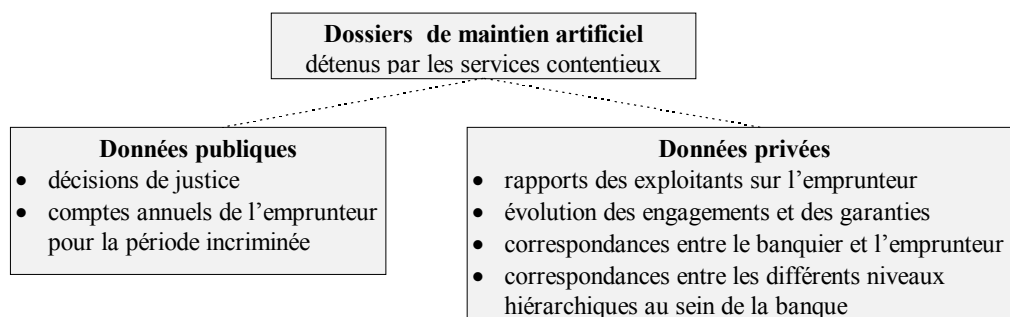 Dossiers de maintien artificiel
détenus par les services contentieux
Données publiques
• décisions de justice
• comptes annuels de l'emprunteur
pour la période incriminée
Données privées
• rapports des exploitants sur l'emprunteur
• évolution des engagements et des garanties
• correspondances entre le banquier et l'emprunteur
• correspondances entre les différents niveaux
hiérarchiques au sein de la banque